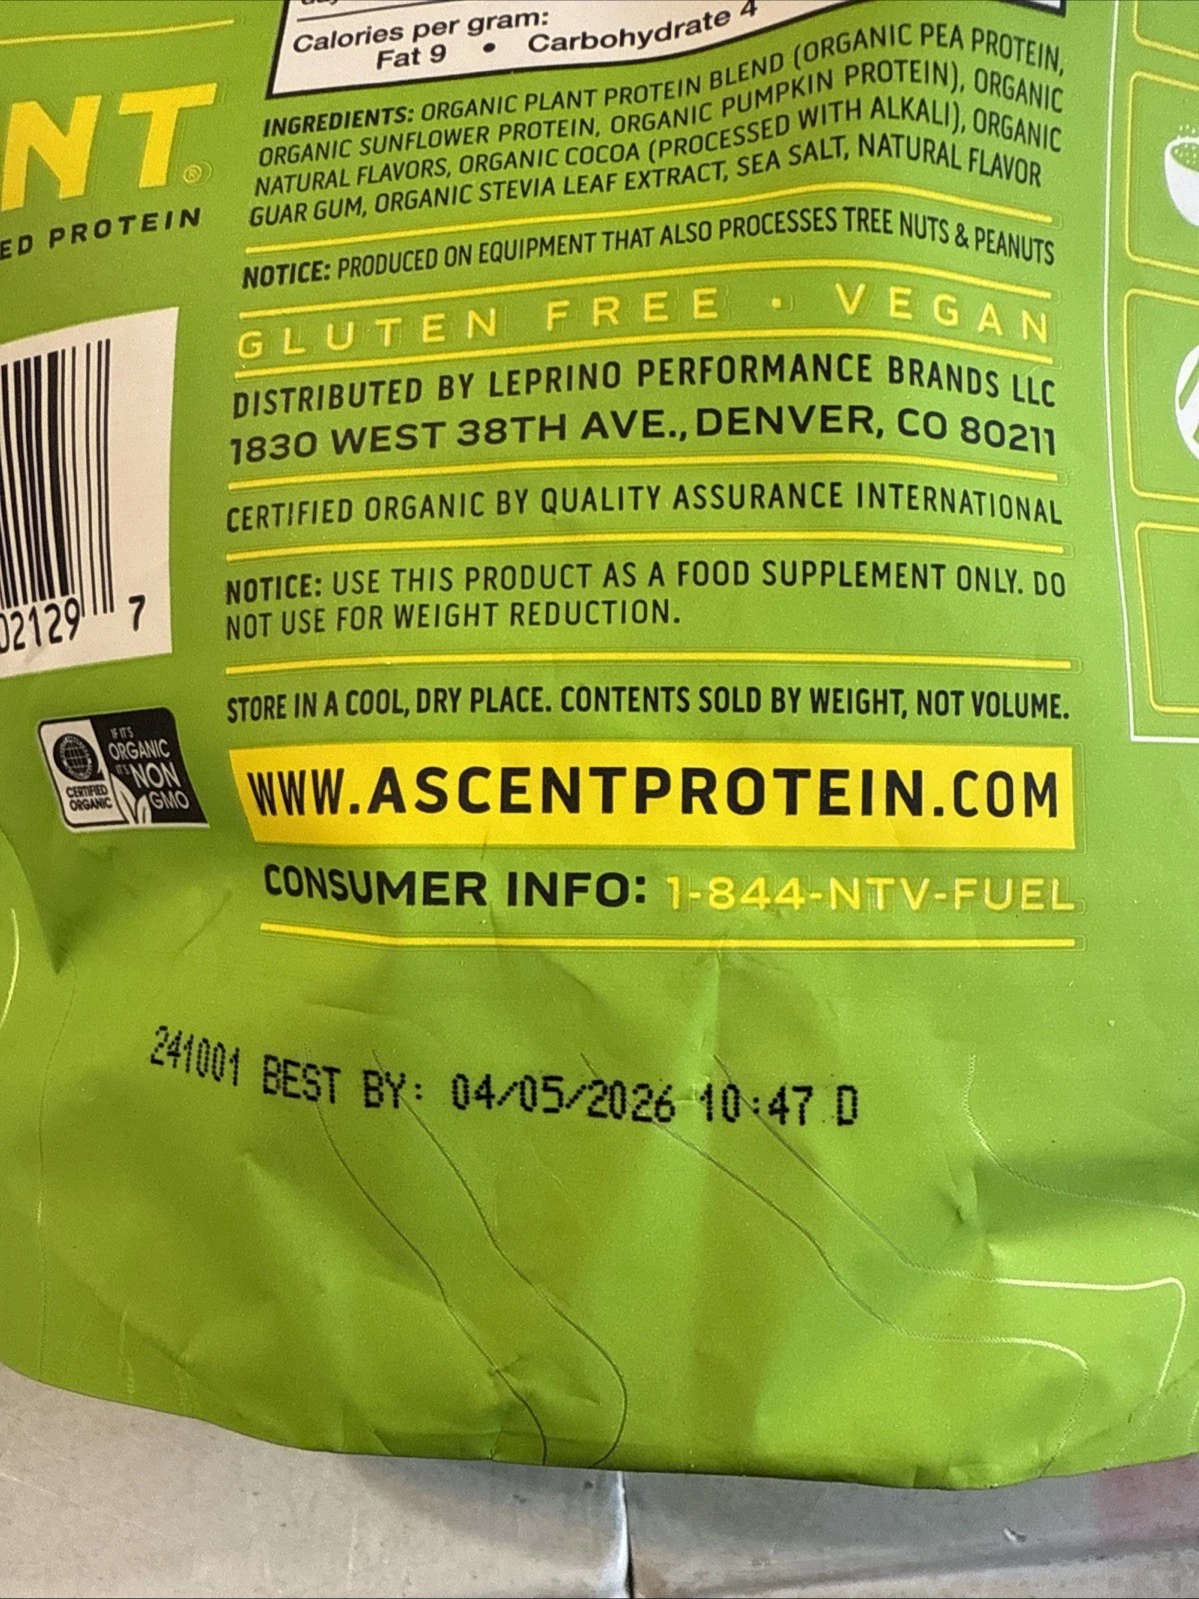 Calories per gram:
Fat 9 • Carbohydrate 4
NT®
ED PROTEIN
INGREDIENTS: ORGANIC PLANT PROTEIN BLEND (ORGANIC PEA PROTEIN,
ORGANIC SUNFLOWER PROTEIN, ORGANIC PUMPKIN PROTEIN), ORGANIC
NATURAL FLAVORS, ORGANIC COCOA (PROCESSED WITH ALKALI), ORGANIC
GUAR GUM, ORGANIC STEVIA LEAF EXTRACT, SEA SALT, NATURAL FLAVOR
NOTICE: PRODUCED ON EQUIPMENT THAT ALSO PROCESSES TREE NUTS & PEANUTS
GLUTEN FREE · VEGAN
DISTRIBUTED BY LEPRINO PERFORMANCE BRANDS LLC
1830 WEST 38TH AVE., DENVER, CO 80211
CERTIFIED ORGANIC BY QUALITY ASSURANCE INTERNATIONAL
NOTICE: USE THIS PRODUCT AS A FOOD SUPPLEMENT ONLY. DO
NOT USE FOR WEIGHT REDUCTION.
02129 7
STORE IN A COOL, DRY PLACE. CONTENTS SOLD BY WEIGHT, NOT VOLUME.
IF IT'S
ORGANIC
IT'S NON
GMO
CERTIFIED
ORGANIC
WWW.ASCENTPROTEIN.COM
CONSUMER INFO: 1-844-NTV-FUEL
241001 BEST BY: 04/05/2026 10:47 D